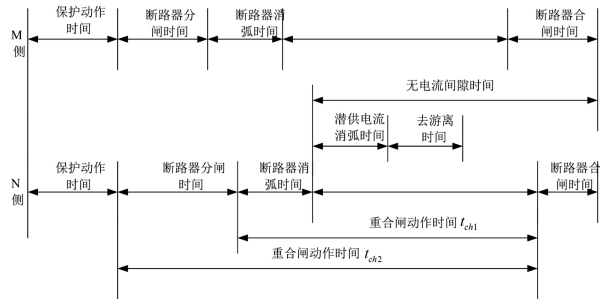 M
侧
保护动作
时间
断路器分
闸时间
断路器消
弧时间
断路器合
闸时间
无电流间隙时间
潜供电流
消弧时间
去游离
时间
N
侧
保护动作
时间
断路器分闸
时间
断路器消
弧时间
断路器合
闸时间
重合闸动作时间 tch1
重合闸动作时间 tch2